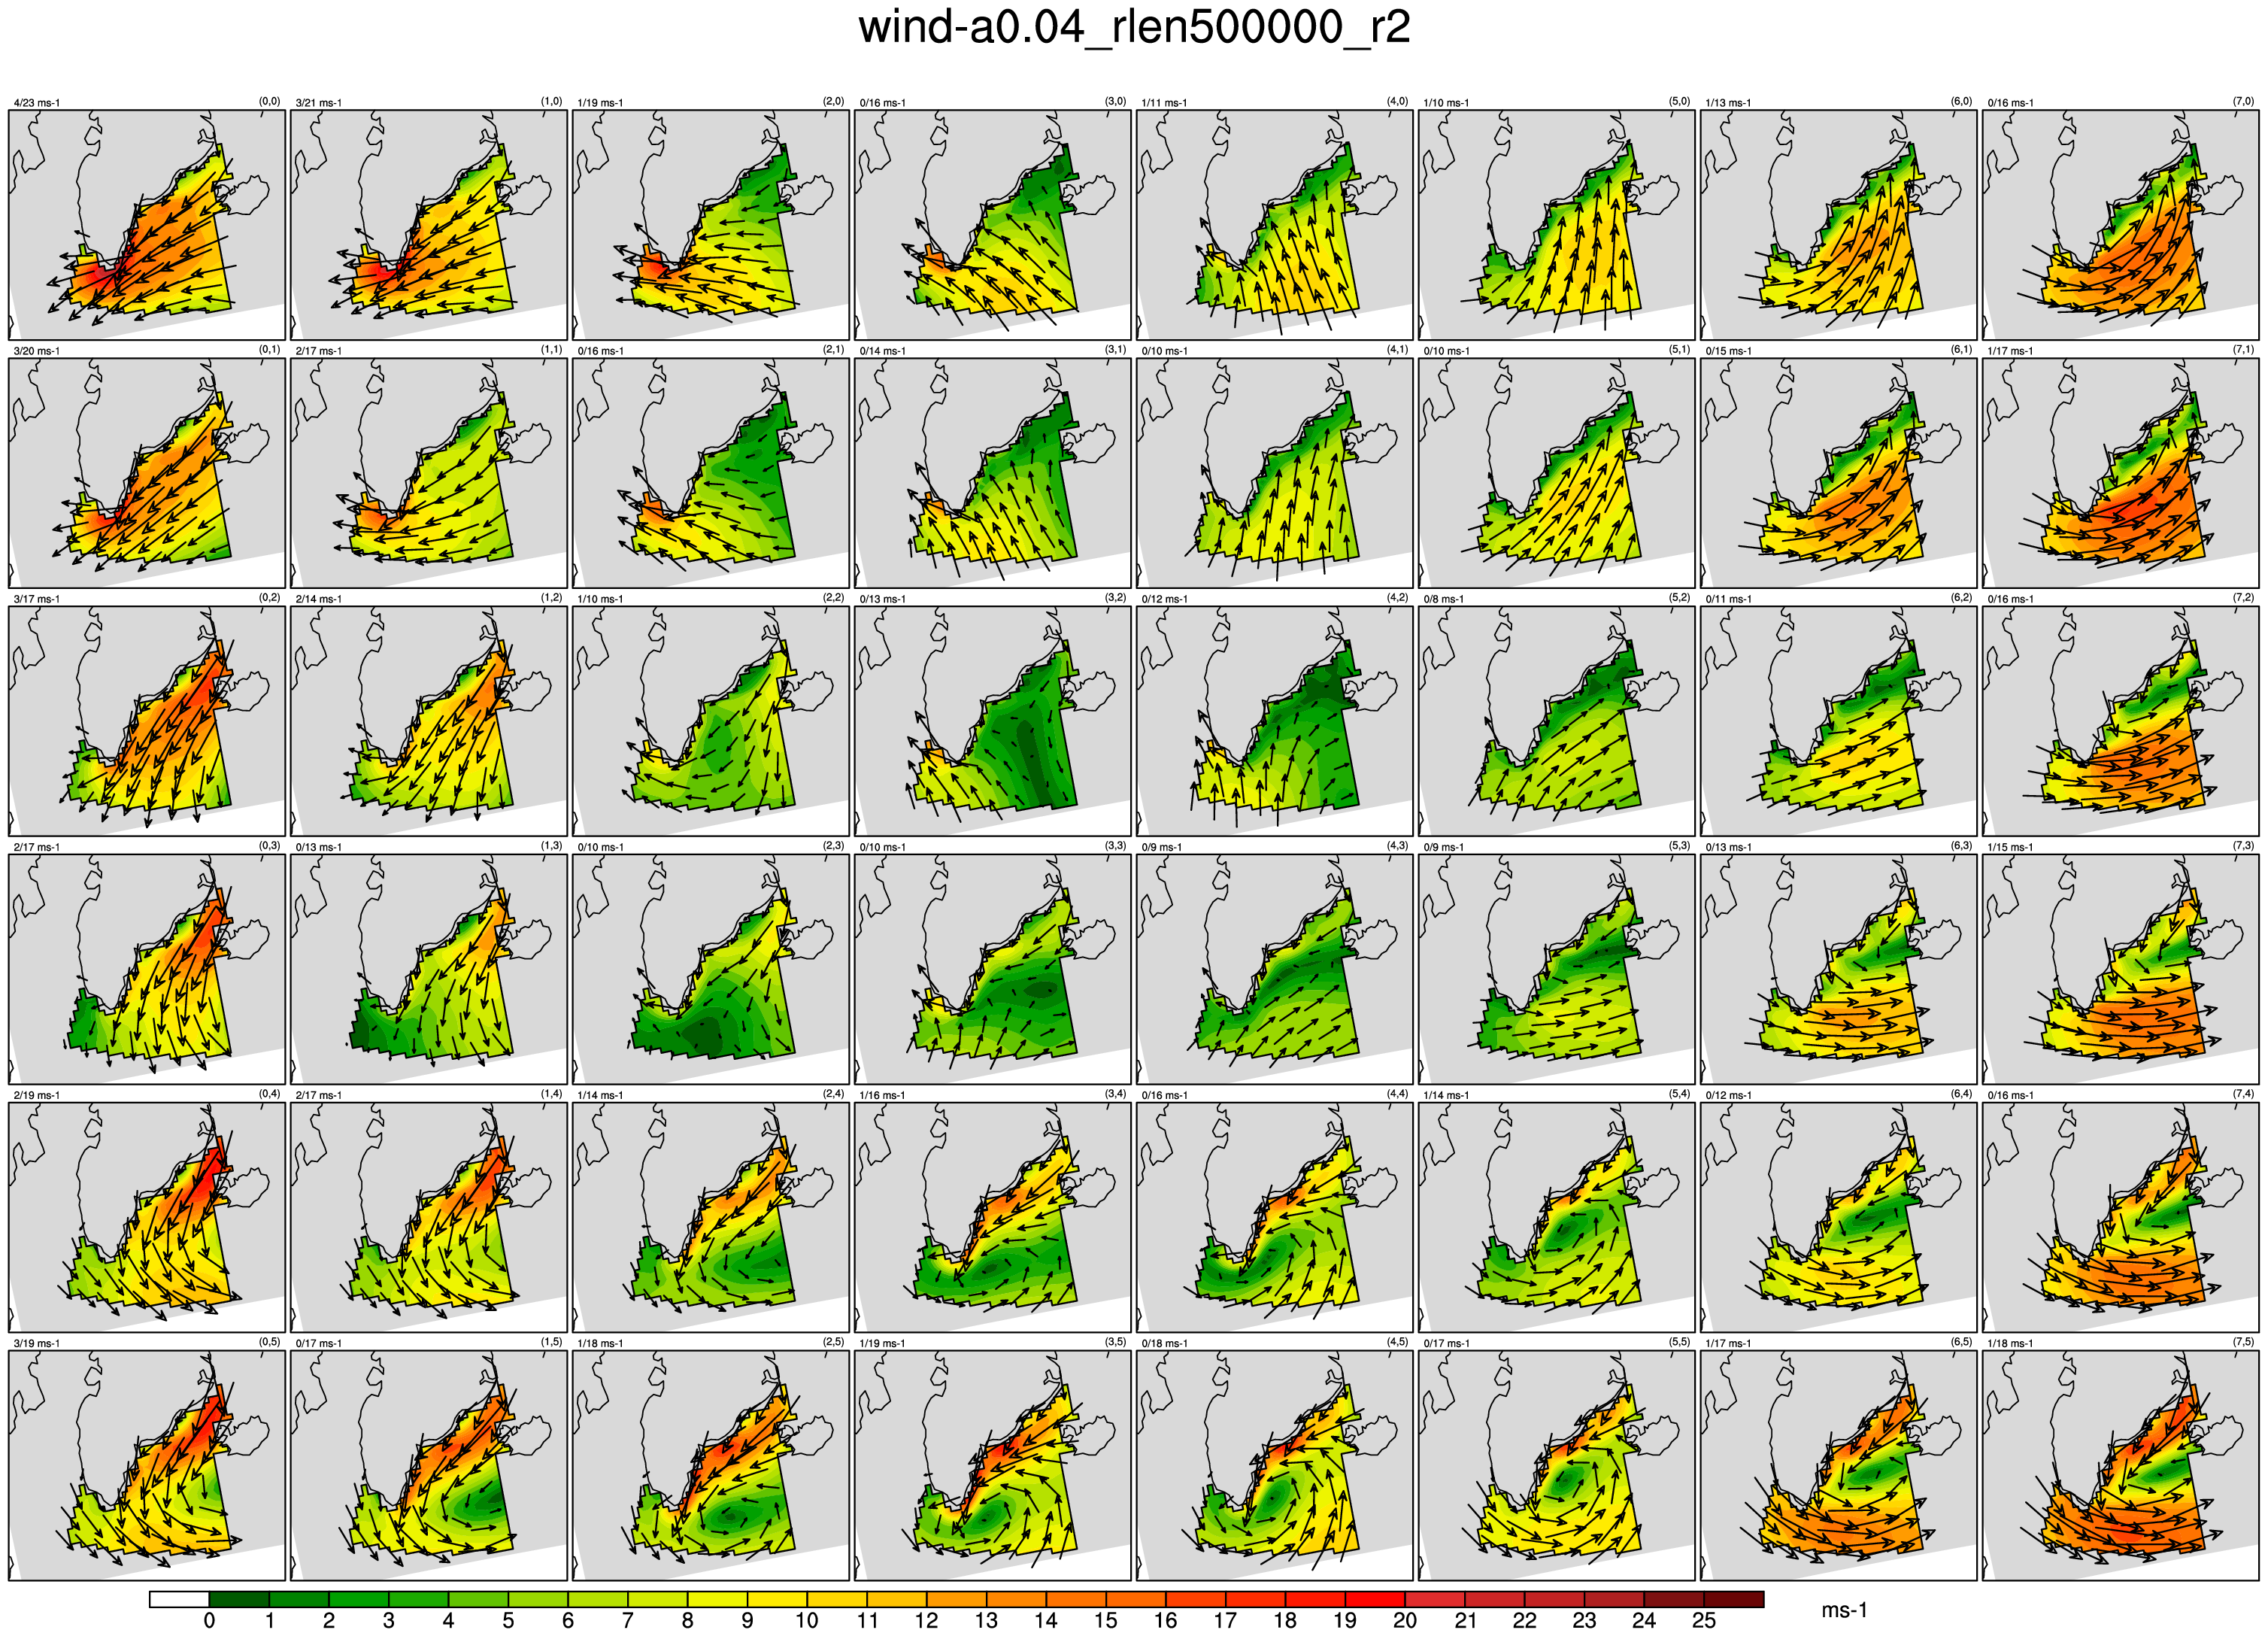 wind-a0.04_rlen500000_r2
4/23 ms-1 (0,0) 3/21 ms-1 (1,0) 1/19 ms-1 (2,0) 0/16 ms-1 (3,0) 1/11 ms-1 (4,0) 1/10 ms-1 (5,0) 1/13 ms-1 (6,0) 0/16 ms-1 (7,0)
3/20 ms-1 (0,1) 2/17 ms-1 (1,1) 0/16 ms-1 (2,1) 0/14 ms-1 (3,1) 0/10 ms-1 (4,1) 0/10 ms-1 (5,1) 0/15 ms-1 (6,1) 1/17 ms-1 (7,1)
3/17 ms-1 (0,2) 2/14 ms-1 (1,2) 1/10 ms-1 (2,2) 0/13 ms-1 (3,2) 0/12 ms-1 (4,2) 0/8 ms-1 (5,2) 0/11 ms-1 (6,2) 0/16 ms-1 (7,2)
2/17 ms-1 (0,3) 0/13 ms-1 (1,3) 0/10 ms-1 (2,3) 0/10 ms-1 (3,3) 0/9 ms-1 (4,3) 0/9 ms-1 (5,3) 0/13 ms-1 (6,3) 1/15 ms-1 (7,3)
2/19 ms-1 (0,4) 2/17 ms-1 (1,4) 1/14 ms-1 (2,4) 1/16 ms-1 (3,4) 0/16 ms-1 (4,4) 1/14 ms-1 (5,4) 0/12 ms-1 (6,4) 0/16 ms-1 (7,4)
3/19 ms-1 (0,5) 0/17 ms-1 (1,5) 1/18 ms-1 (2,5) 1/19 ms-1 (3,5) 0/18 ms-1 (4,5) 0/17 ms-1 (5,5) 1/17 ms-1 (6,5) 1/18 ms-1 (7,5)
0 1 2 3 4 5 6 7 8 9 10 11 12 13 14 15 16 17 18 19 20 21 22 23 24 25 ms-1